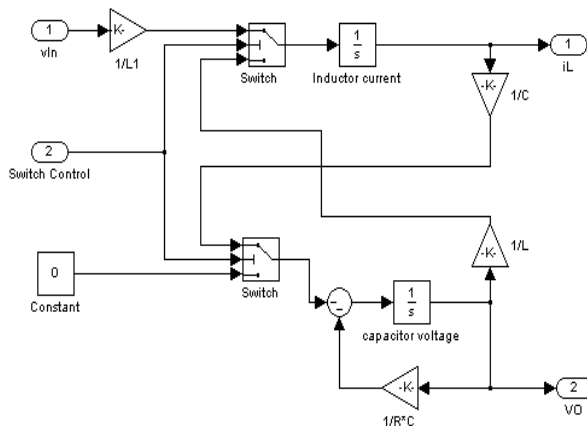 1
vIn
K-
1/L1
Switch
1
s
Inductor current
1
iL
-K-
1/C
2
Switch Control
0
Constant
Switch
-
-
1
s
capacitor voltage
-K-
1/L
-K-
1/R*C
2
VO